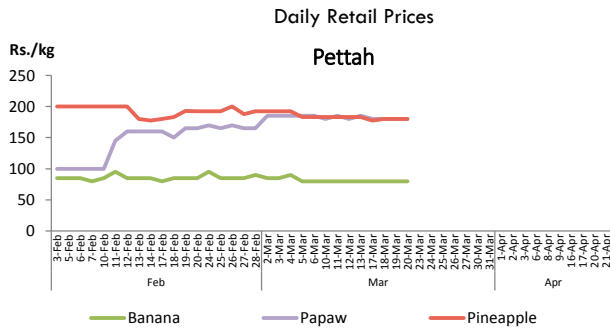 Daily Retail Prices
Rs./kg
Pettah
250
200
150
100
50
0
3-Feb 5-Feb 6-Feb 7-Feb 10-Feb 11-Feb 12-Feb 13-Feb 14-Feb 17-Feb 18-Feb 19-Feb 20-Feb 24-Feb 25-Feb 26-Feb 27-Feb 28-Feb 2-Mar 3-Mar 4-Mar 5-Mar 6-Mar 10-Mar 11-Mar 12-Mar 13-Mar 17-Mar 18-Mar 19-Mar 20-Mar 23-Mar 24-Mar 25-Mar 26-Mar 27-Mar 30-Mar 31-Mar 1-Apr 2-Apr 3-Apr 6-Apr 8-Apr 9-Apr 16-Apr 17-Apr 20-Apr 21-Apr
Feb Mar Apr
Banana Papaw Pineapple